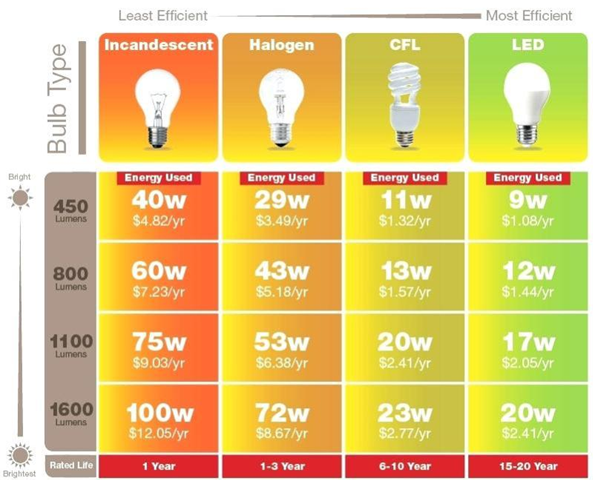 Least Efficient Most Efficient
Bulb Type
Incandescent Halogen CFL LED
Bright
Energy Used Energy Used Energy Used Energy Used
450 Lumens 40w 29w 11w 9w
$4.82/yr $3.49/yr $1.32/yr $1.08/yr
800 Lumens 60w 43w 13w 12w
$7.23/yr $5.18/yr $1.57/yr $1.44/yr
1100 Lumens 75w 53w 20w 17w
$9.03/yr $6.38/yr $2.41/yr $2.05/yr
1600 Lumens 100w 72w 23w 20w
$12.05/yr $8.67/yr $2.77/yr $2.41/yr
Brightest
Rated Life 1 Year 1-3 Year 6-10 Year 15-20 Year